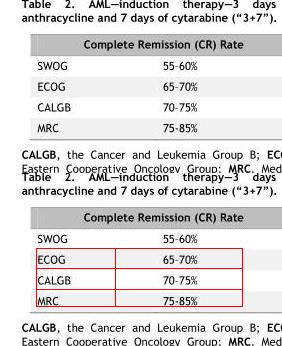 Table 2. AML—induction therapy—3 days
anthracycline and 7 days of cytarabine (“3+7”).
Complete Remission (CR) Rate
SWOG 55-60%
ECOG 65-70%
CALGB 70-75%
MRC 75-85%
CALGB, the Cancer and Leukemia Group B; EC
Eastern Cooperative Oncology Group; MRC, Med
Table 2. AML—induction therapy—3 days
anthracycline and 7 days of cytarabine (“3+7”).
Complete Remission (CR) Rate
SWOG 55-60%
ECOG 65-70%
CALGB 70-75%
MRC 75-85%
CALGB, the Cancer and Leukemia Group B; EC
Eastern Cooperative Oncology Group; MRC, Med